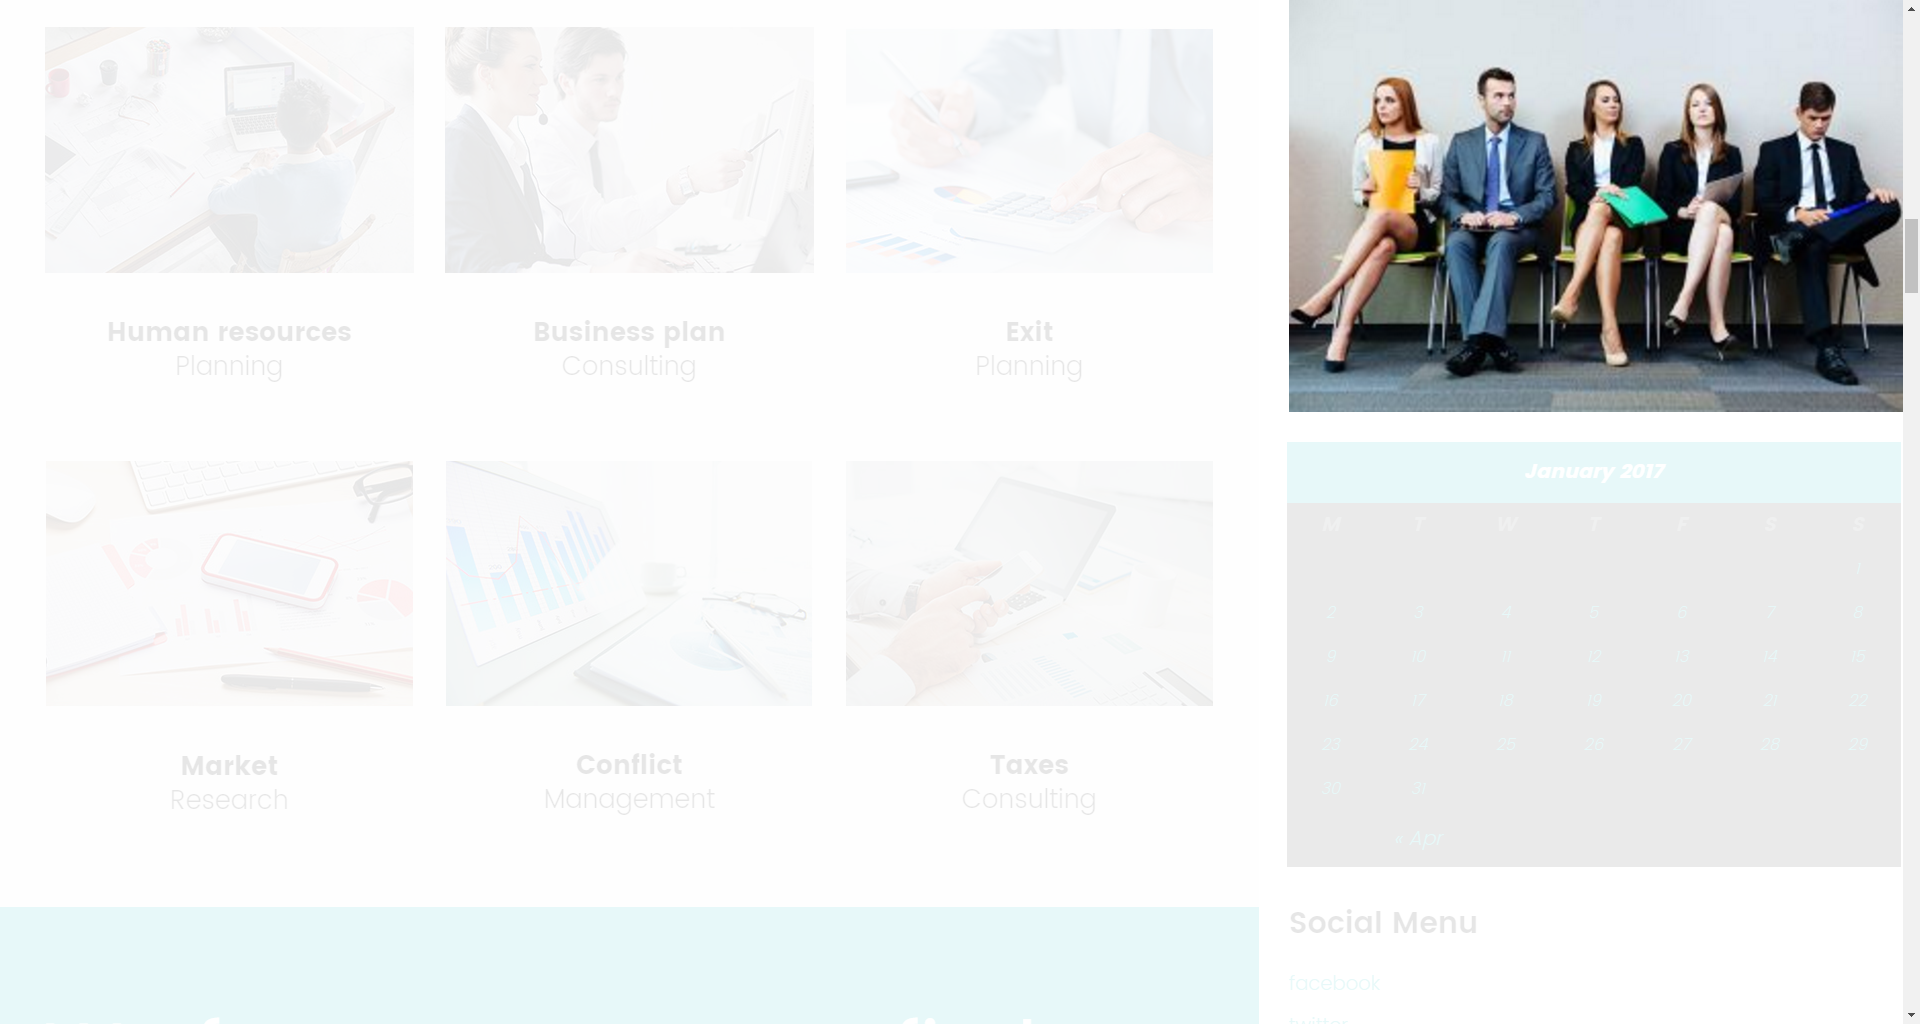 Human resources
Planning
Business plan
Consulting
Exit
Planning
Market
Research
Conflict
Management
Taxes
Consulting
January 2017
M T W T F S S
1
2 3 4 5 6 7 8
9 10 11 12 13 14 15
16 17 18 19 20 21 22
23 24 25 26 27 28 29
30 31
« Apr
Social Menu
facebook
twitter